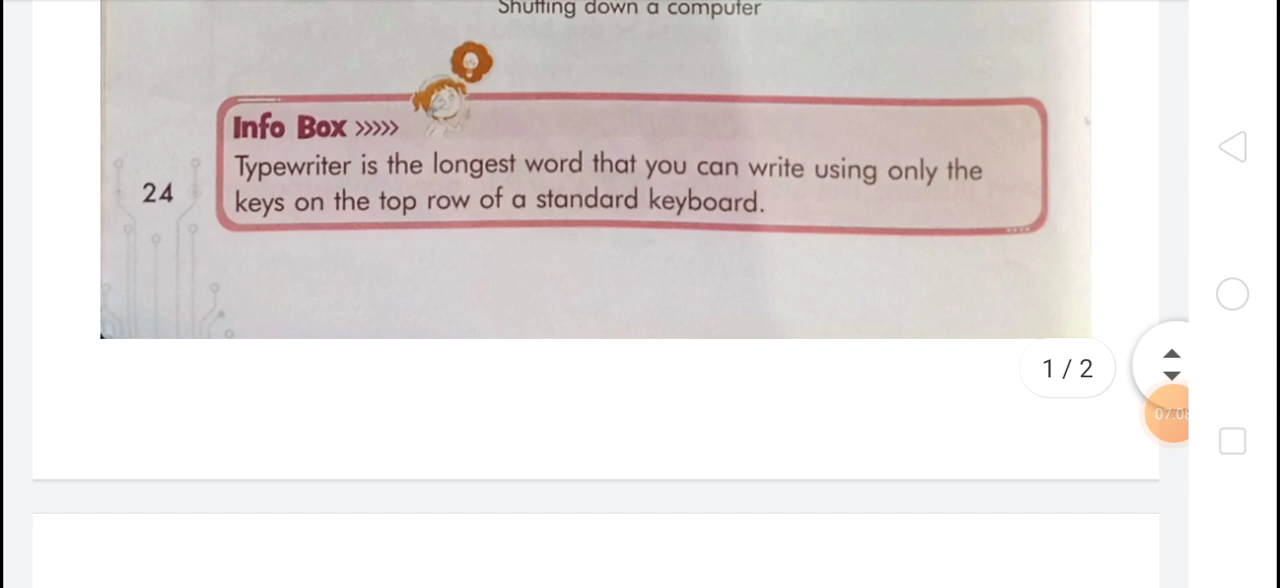 Shutting down a computer
Info Box >>>>>
Typewriter is the longest word that you can write using only the
keys on the top row of a standard keyboard.
24
1 / 2